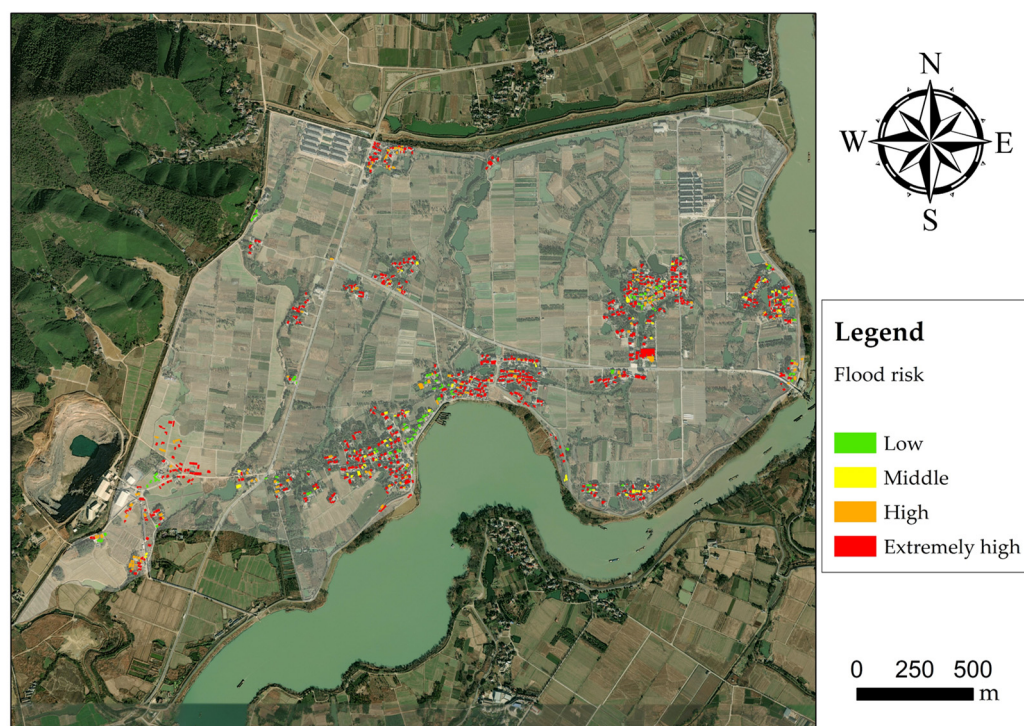 N
W E
S
Legend
Flood risk
Low
Middle
High
Extremely high
0 250 500
m